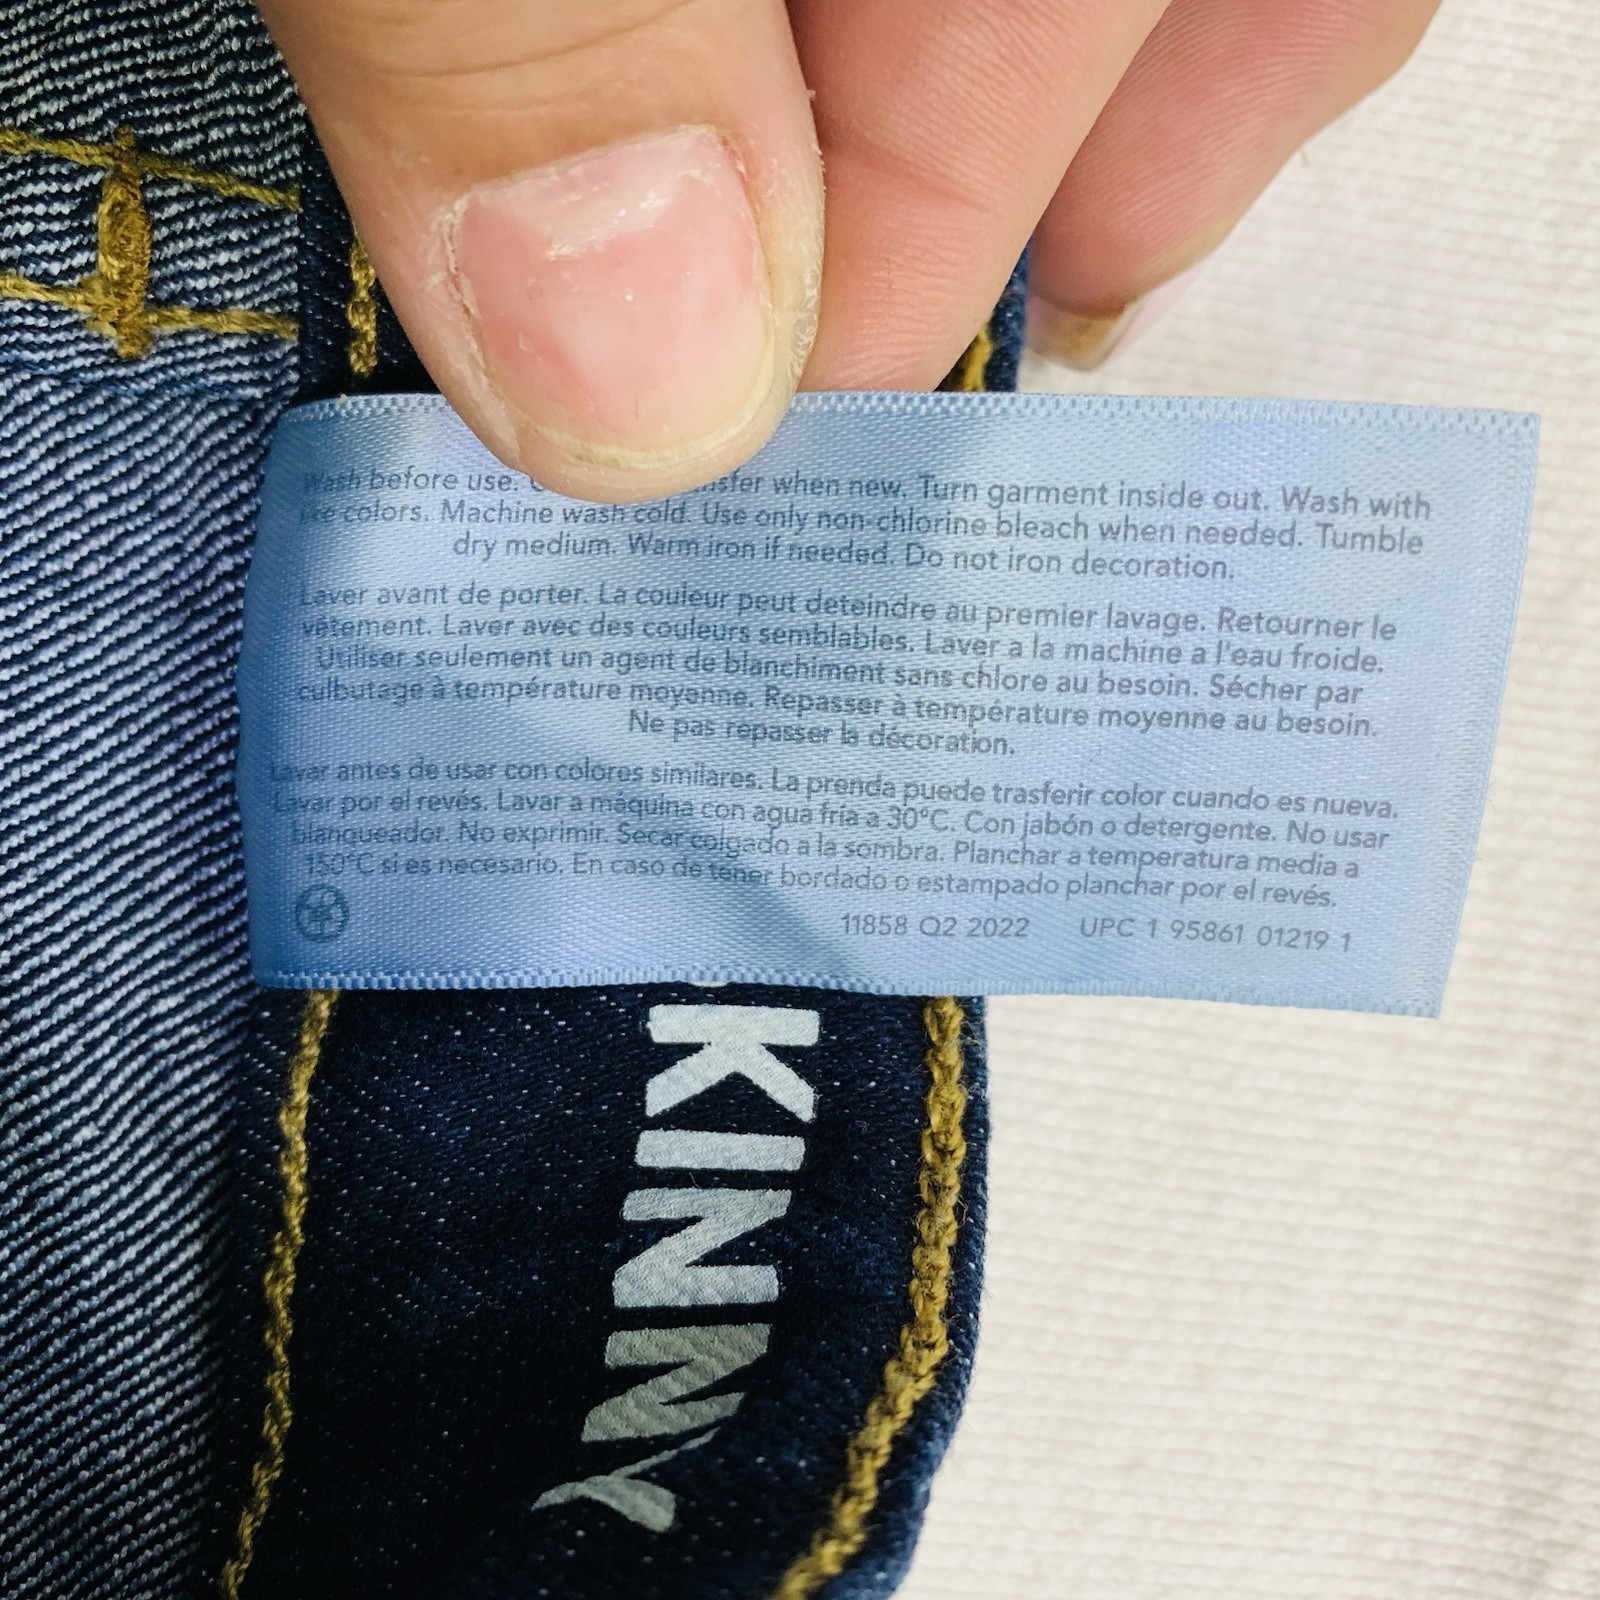 Wash before use. nsfer when new. Turn garment inside out. Wash with
like colors. Machine wash cold. Use only non-chlorine bleach when needed. Tumble
dry medium. Warm iron if needed. Do not iron decoration.
Laver avant de porter. La couleur peut deteindre au premier lavage. Retourner le
vêtement. Laver avec des couleurs semblables. Laver a la machine a l'eau froide.
Utiliser seulement un agent de blanchiment sans chlore au besoin. Sécher par
culbutage à température moyenne. Repasser à température moyenne au besoin.
Ne pas repasser la décoration.
Lavar antes de usar con colores similares. La prenda puede trasferir color cuando es nueva.
Lavar por el revés. Lavar a máquina con agua fría a 30°C. Con jabón o detergente. No usar
blanqueador. No exprimir. Secar colgado a la sombra. Planchar a temperatura media a
150°C si es necesario. En caso de tener bordado o estampado planchar por el revés.
11858 Q2 2022 UPC 1 95861 01219 1
KINNY